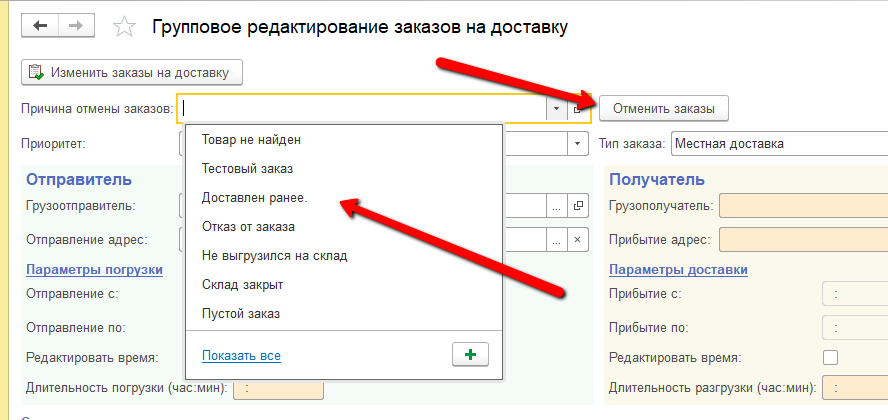 Групповое редактирование заказов на доставку
Изменить заказы на доставку
Причина отмены заказов:
Отменить заказы
Товар не найден
Тестовый заказ
Доставлен ранее.
Отказ от заказа
Не выгрузился на склад
Склад закрыт
Пустой заказ
Показать все
Приоритет:
Тип заказа: Местная доставка
Отправитель
Грузоотправитель:
Отправление адрес:
Параметры погрузки
Отправление с:
Отправление по:
Редактировать время:
Длительность погрузки (час:мин): :
Получатель
Грузополучатель:
Прибытие адрес:
Параметры доставки
Прибытие с: :
Прибытие по: :
Редактировать время:
Длительность разгрузки (час:мин): :